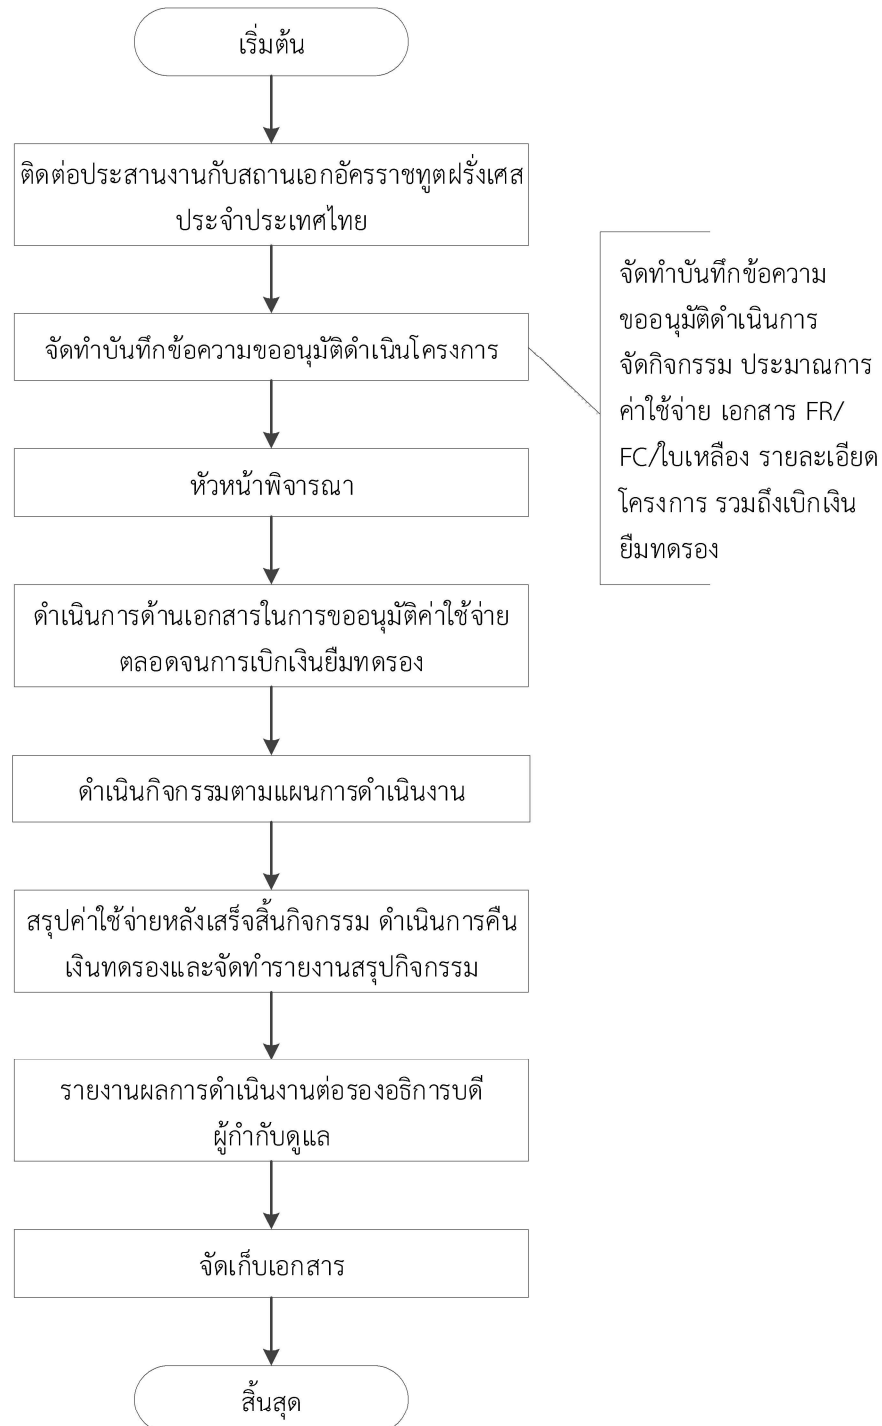 เริ่มต้น
ติดต่อประสานงานกับสถานเอกอัครราชทูตฝรั่งเศส
ประจำประเทศไทย
จัดทำบันทึกข้อความขออนุมัติดำเนินโครงการ
จัดทำบันทึกข้อความ
ขออนุมัติดำเนินการ
จัดกิจกรรม ประมาณการ
ค่าใช้จ่าย เอกสาร FR/
FC/ใบเหลือง รายละเอียด
โครงการ รวมถึงเบิกเงิน
ยืมทดรอง
หัวหน้าพิจารณา
ดำเนินการด้านเอกสารในการขออนุมัติค่าใช้จ่าย
ตลอดจนการเบิกเงินยืมทดรอง
ดำเนินกิจกรรมตามแผนการดำเนินงาน
สรุปค่าใช้จ่ายหลังเสร็จสิ้นกิจกรรม ดำเนินการคืน
เงินทดรองและจัดทำรายงานสรุปกิจกรรม
รายงานผลการดำเนินงานต่อรองอธิการบดี
ผู้กำกับดูแล
จัดเก็บเอกสาร
สิ้นสุด